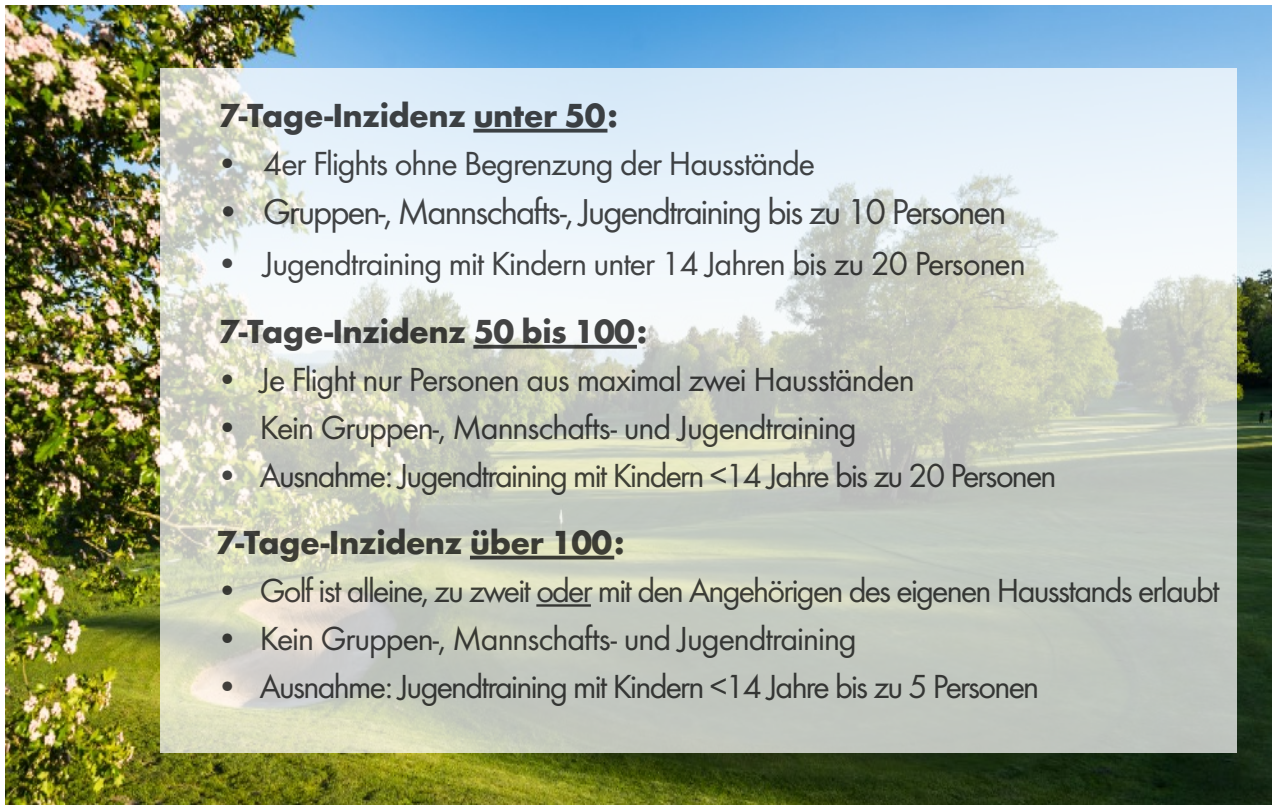 7-Tage-Inzidenz unter 50:
• 4er Flights ohne Begrenzung der Hausstände
• Gruppen-, Mannschafts-, Jugendtraining bis zu 10 Personen
• Jugendtraining mit Kindern unter 14 Jahren bis zu 20 Personen
7-Tage-Inzidenz 50 bis 100:
• Je Flight nur Personen aus maximal zwei Hausständen
• Kein Gruppen-, Mannschafts- und Jugendtraining
• Ausnahme: Jugendtraining mit Kindern <14 Jahre bis zu 20 Personen
7-Tage-Inzidenz über 100:
• Golf ist alleine, zu zweit oder mit den Angehörigen des eigenen Hausstands erlaubt
• Kein Gruppen-, Mannschafts- und Jugendtraining
• Ausnahme: Jugendtraining mit Kindern <14 Jahre bis zu 5 Personen